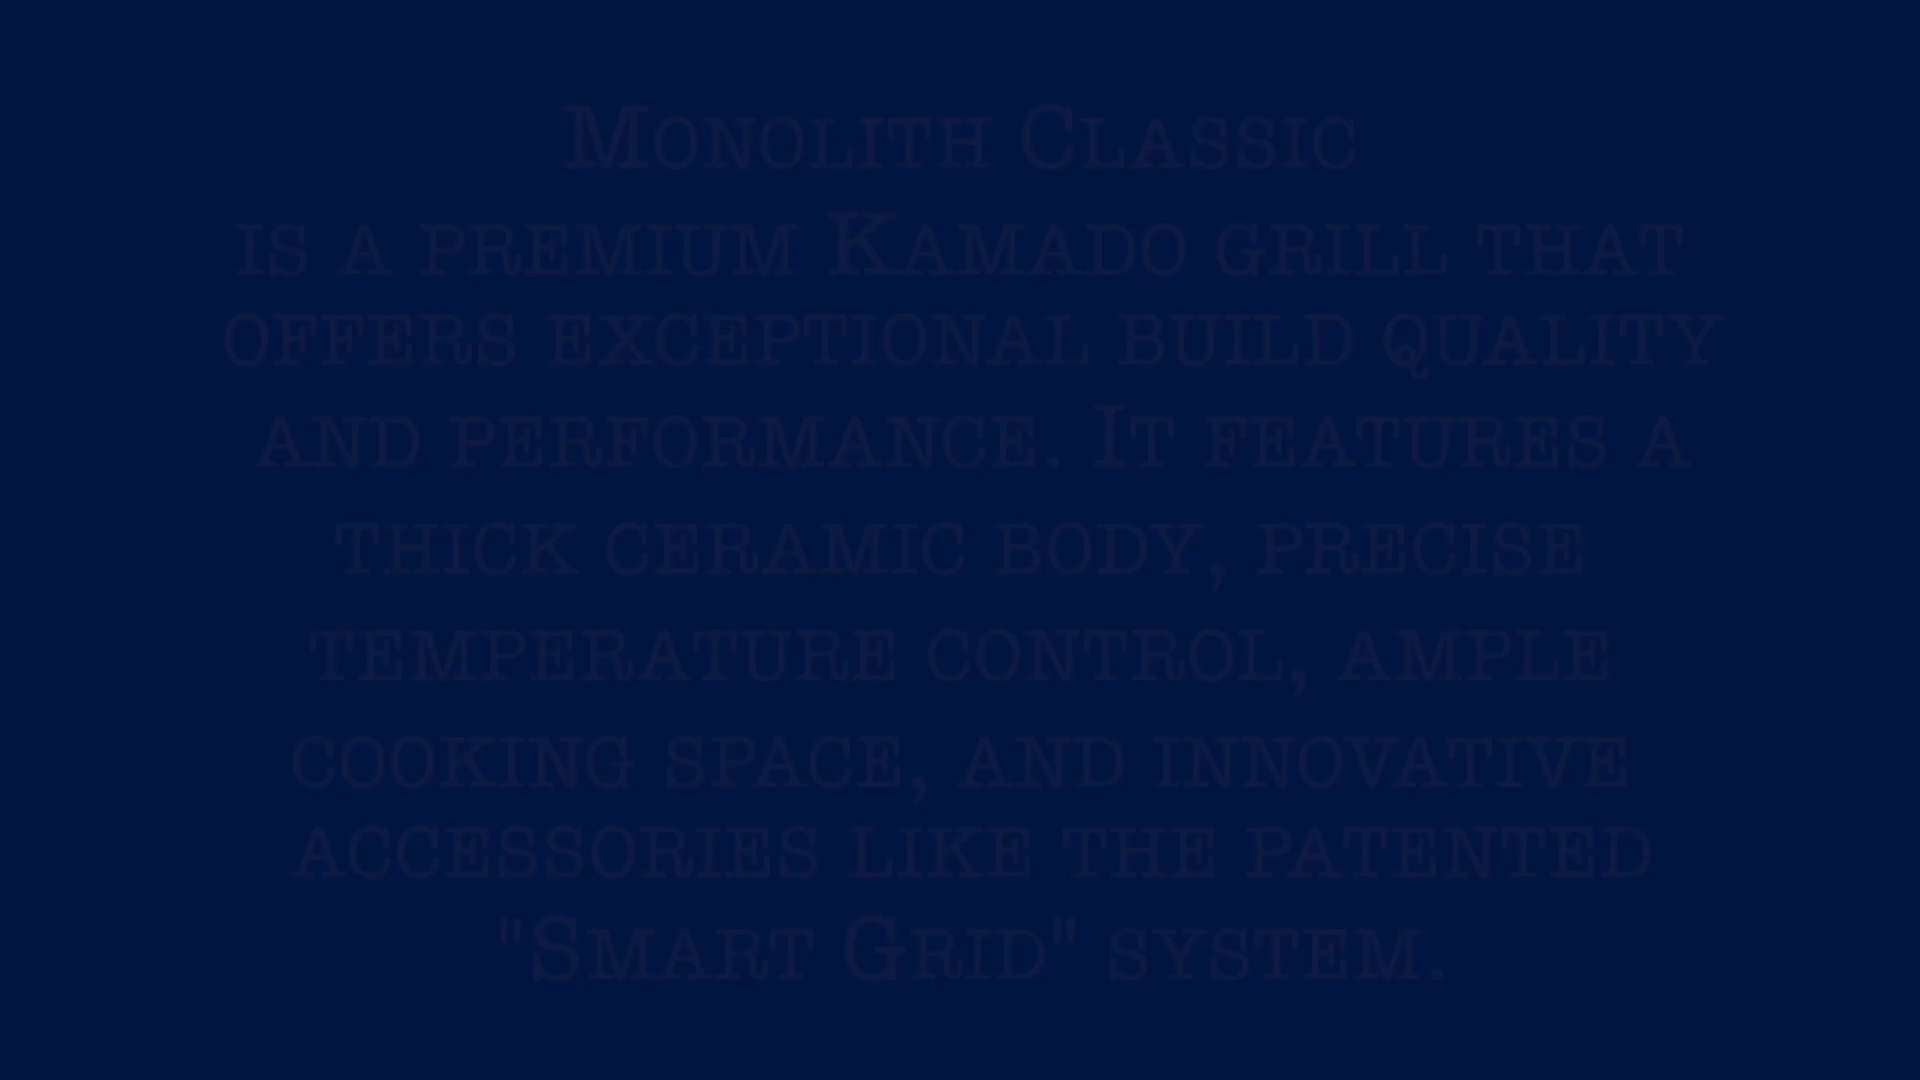 Monolith Classic
is a premium Kamado grill that
offers exceptional build quality
and performance. It features a
thick ceramic body, precise
temperature control, ample
cooking space, and innovative
accessories like the patented
"Smart Grid" system.